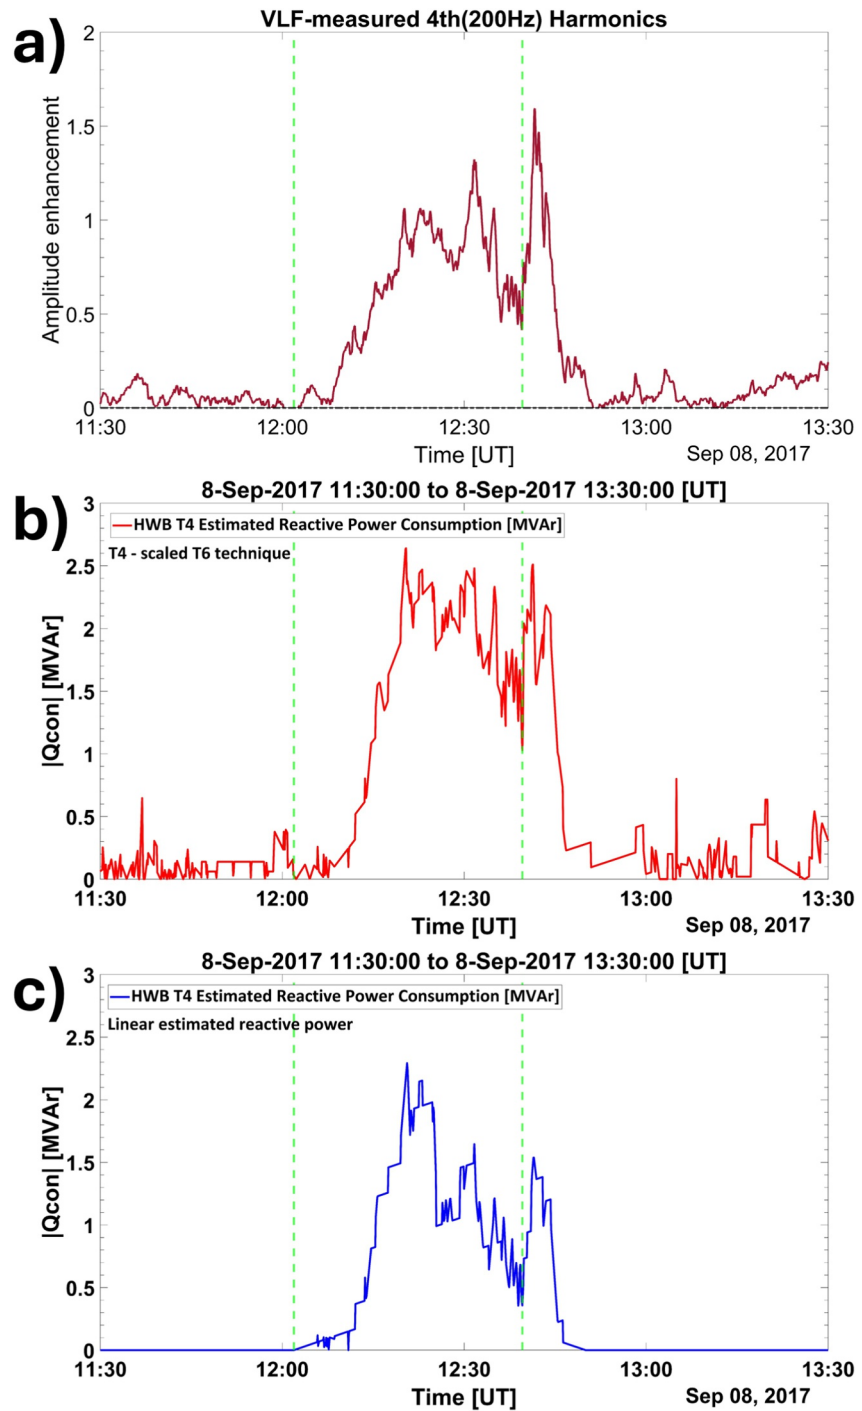 a)
VLF-measured 4th(200Hz) Harmonics
Amplitude enhancement
2
1.5
1
0.5
0
11:30 12:00 12:30 13:00 13:30
Time [UT]
Sep 08, 2017
b)
8-Sep-2017 11:30:00 to 8-Sep-2017 13:30:00 [UT]
HWB T4 Estimated Reactive Power Consumption [MVAr]
T4 - scaled T6 technique
|Qcon| [MVAr]
3
2.5
2
1.5
1
0.5
0
11:30 12:00 12:30 13:00 13:30
Time [UT]
Sep 08, 2017
c)
8-Sep-2017 11:30:00 to 8-Sep-2017 13:30:00 [UT]
HWB T4 Estimated Reactive Power Consumption [MVAr]
Linear estimated reactive power
|Qcon| [MVAr]
3
2.5
2
1.5
1
0.5
0
11:30 12:00 12:30 13:00 13:30
Time [UT]
Sep 08, 2017